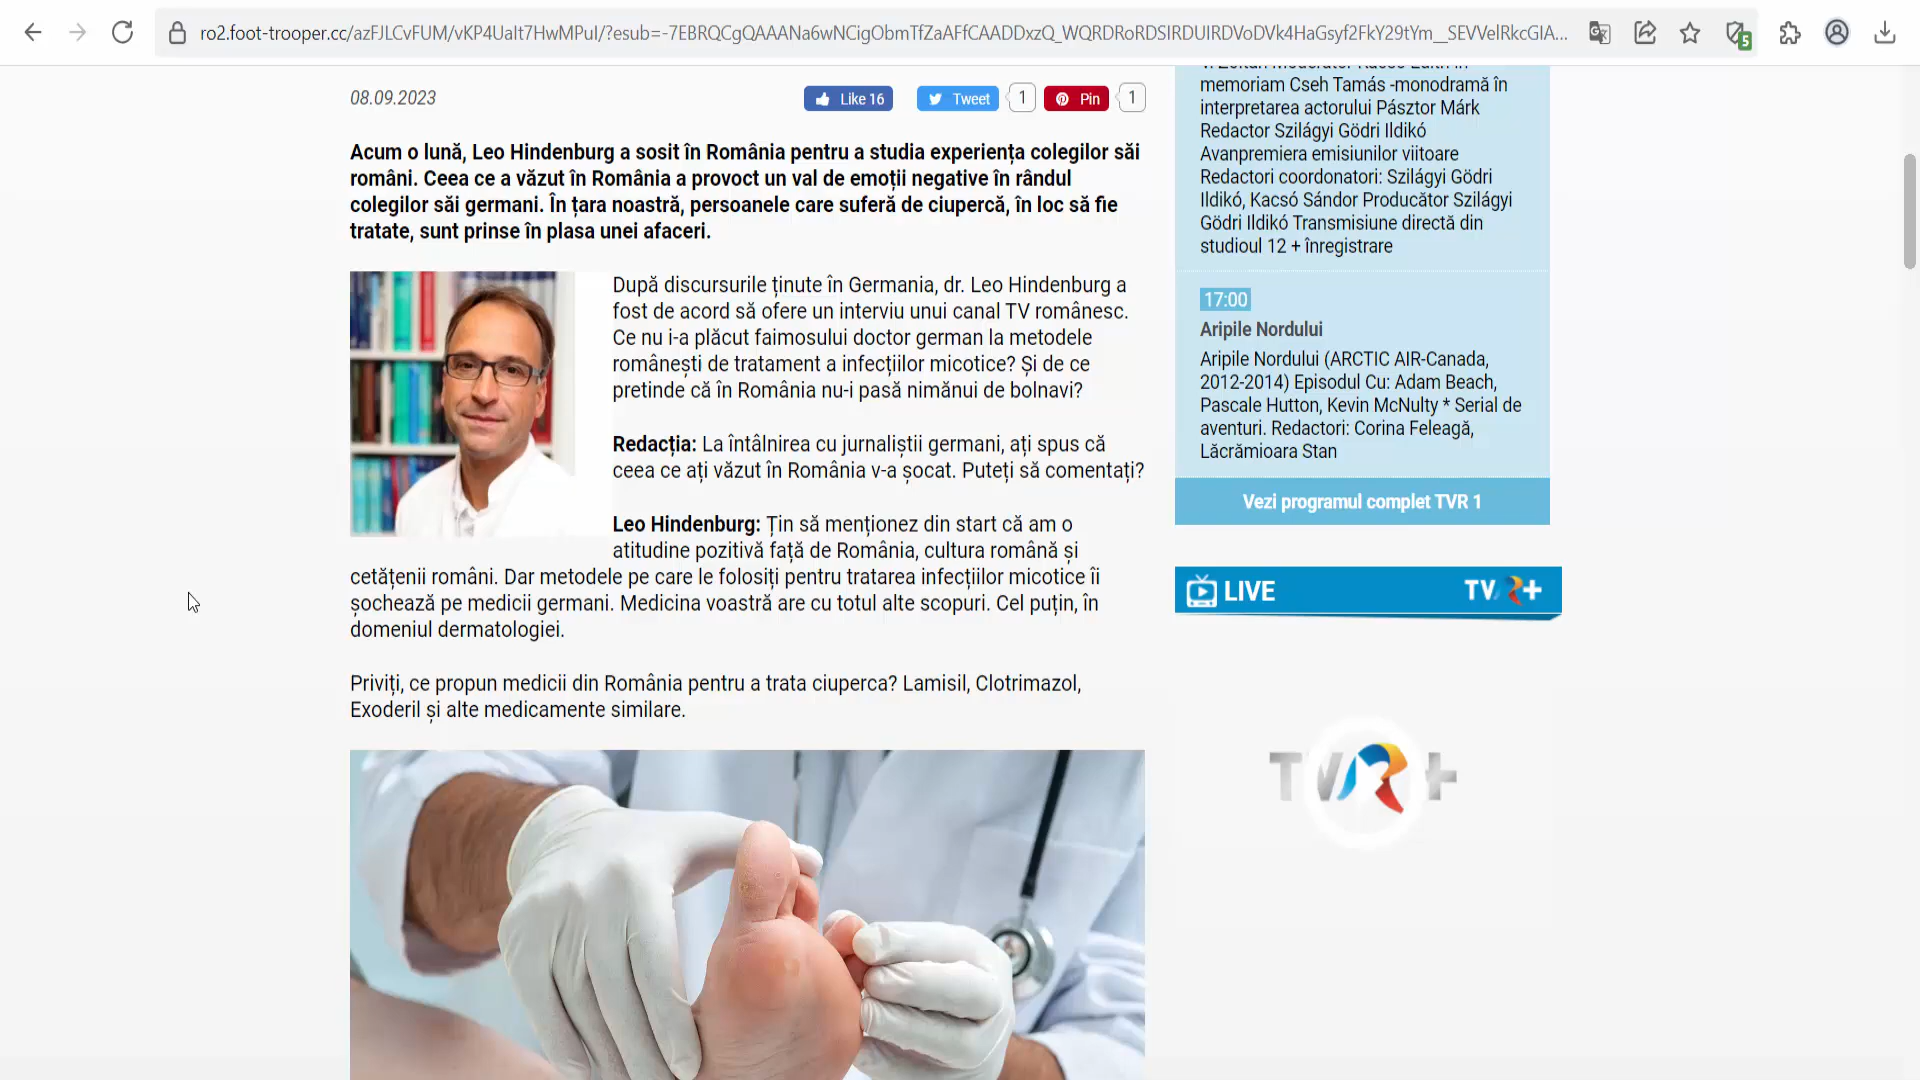 ro2.foot-trooper.cc/azFJLCvFUM/vKP4UaIt7HwMPuI/?esub=-7EBRQCgQAAANa6wNCigObmTfZaAFfCAADDxzQ_WQRDRoRDSIRDUIRDVoDVk4HaGsyf2FkY29tYm__SEVVelRkcGlA...
5
08.09.2023
Like 16
Tweet
1
Pin
1
Acum o lună, Leo Hindenburg a sosit în România pentru a studia experiența colegilor săi
români. Ceea ce a văzut în România a provoct un val de emoții negative în rândul
colegilor săi germani. În țara noastră, persoanele care suferă de ciupercă, în loc să fie
tratate, sunt prinse în plasa unei afaceri.
După discursurile ținute în Germania, dr. Leo Hindenburg a
fost de acord să ofere un interviu unui canal TV românesc.
Ce nu i-a plăcut faimosului doctor german la metodele
românești de tratament a infecțiilor micotice? Și de ce
pretinde că în România nu-i pasă nimănui de bolnavi?
Redacția: La întâlnirea cu jurnaliștii germani, ați spus că
ceea ce ați văzut în România v-a șocat. Puteți să comentați?
Leo Hindenburg: Țin să menționez din start că am o
atitudine pozitivă față de România, cultura română și
cetățenii români. Dar metodele pe care le folosiți pentru tratarea infecțiilor micotice îi
șochează pe medicii germani. Medicina voastră are cu totul alte scopuri. Cel puțin, în
domeniul dermatologiei.
Priviți, ce propun medicii din România pentru a trata ciuperca? Lamisil, Clotrimazol,
Exoderil și alte medicamente similare.
memoriam Cseh Tamás -monodramă în
interpretarea actorului Pásztor Márk
Redactor Szilágyi Gödri Ildikó
Avanpremiera emisiunilor viitoare
Redactori coordonatori: Szilágyi Gödri
Ildikó, Kacsó Sándor Producător Szilágyi
Gödri Ildikó Transmisiune directă din
studioul 12 + înregistrare
17:00
Aripile Nordului
Aripile Nordului (ARCTIC AIR-Canada,
2012-2014) Episodul Cu: Adam Beach,
Pascale Hutton, Kevin McNulty * Serial de
aventuri. Redactori: Corina Feleagă,
Lăcrămioara Stan
Vezi programul complet TVR 1
LIVE
TVR+
TVR+